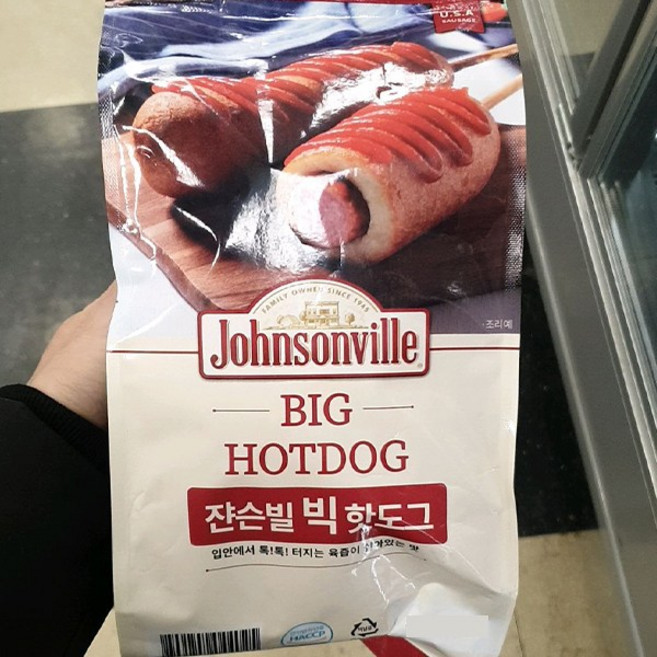 U.S.A
SAUSAGE
조리예
FAMILY OWNED SINCE 1945
Johnsonville
BIG
HOTDOG
쟌슨빌 빅 핫도그
입안에서 톡!톡! 터지는 육즙이 살아있는 맛
HACCP